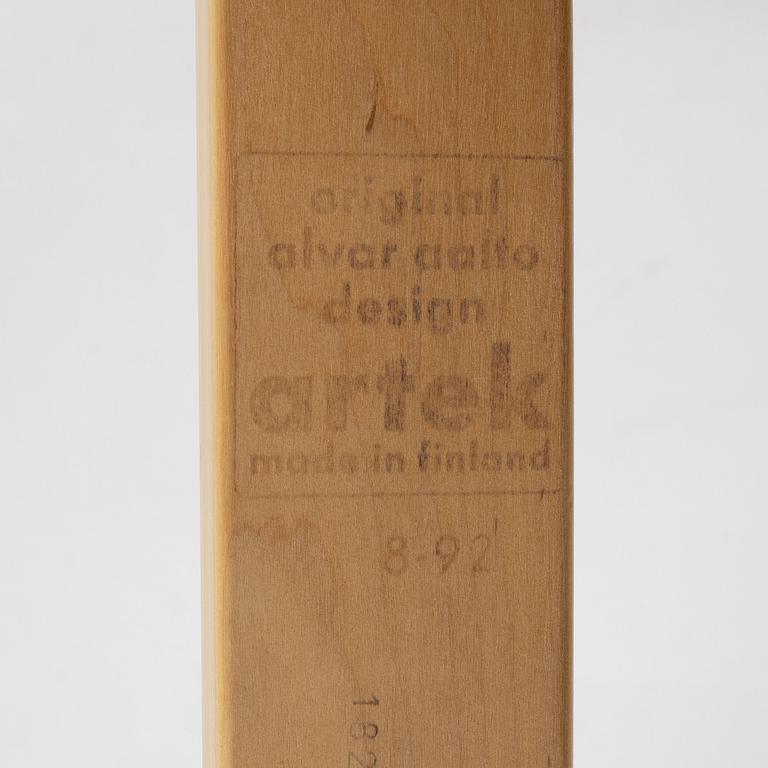 original
alvar aalto
design
artek
made in finland
8-92
182